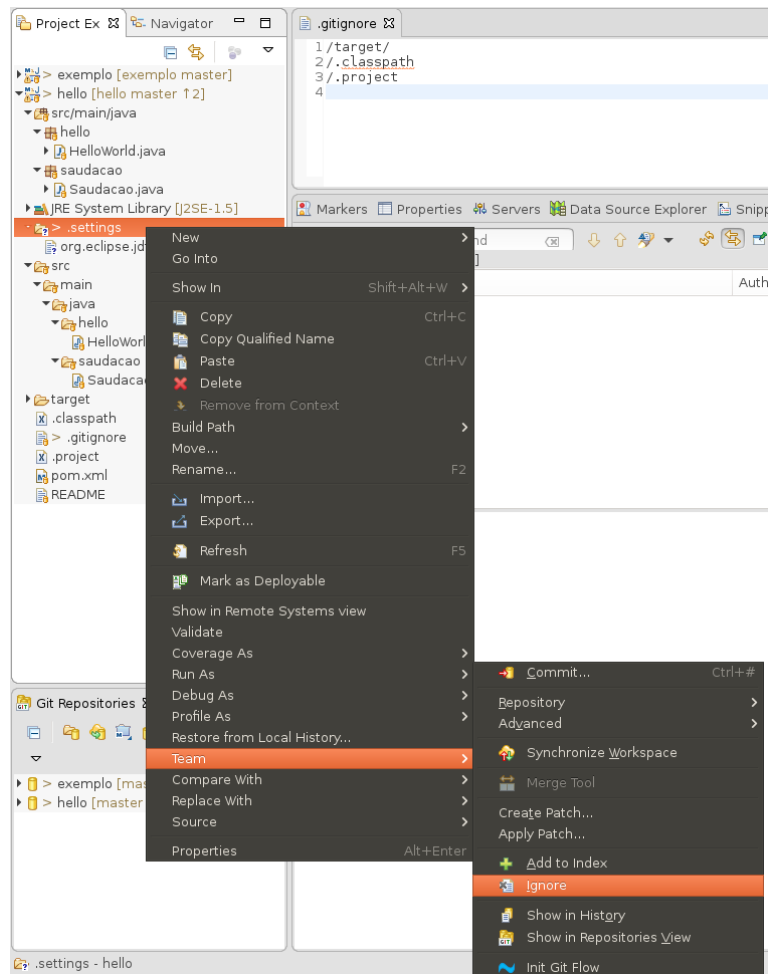 Project Ex
Navigator
> exemplo [exemplo master]
> hello [hello master ↑2]
src/main/java
hello
HelloWorld.java
saudacao
Saudacao.java
JRE System Library [J2SE-1.5]
> .settings
org.eclipse.jd
src
main
java
hello
HelloWorl
saudacao
Saudaca
target
.classpath
> .gitignore
.project
pom.xml
README
.gitignore
1 /target/
2 /.classpath
3 /.project
4
Markers
Properties
Servers
Data Source Explorer
Snipp
nd
]
Auth
New
Go Into
Show In Shift+Alt+W
Copy Ctrl+C
Copy Qualified Name
Paste Ctrl+V
Delete
Remove from Context
Build Path
Move...
Rename... F2
Import...
Export...
Refresh F5
Mark as Deployable
Show in Remote Systems view
Validate
Coverage As
Run As
Debug As
Profile As
Restore from Local History...
Team
Compare With
Replace With
Source
Properties Alt+Enter
Commit... Ctrl+#
Repository
Advanced
Synchronize Workspace
Merge Tool
Create Patch...
Apply Patch...
Add to Index
Ignore
Show in History
Show in Repositories View
Init Git Flow
Git Repositories
> exemplo [mas
> hello [master
.settings - hello